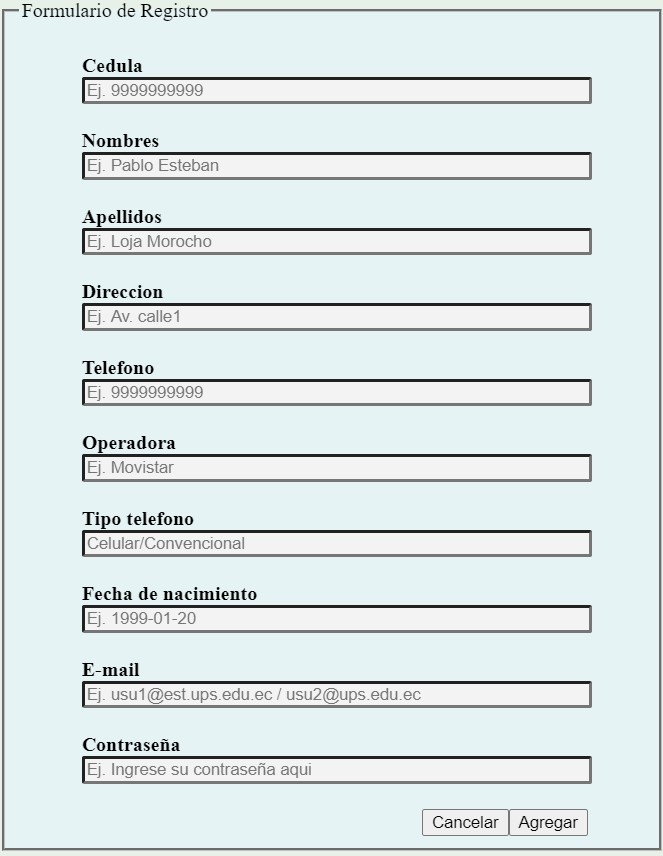 Formulario de Registro
Cedula
Ej. 9999999999
Nombres
Ej. Pablo Esteban
Apellidos
Ej. Loja Morocho
Direccion
Ej. Av. calle1
Telefono
Ej. 9999999999
Operadora
Ej. Movistar
Tipo telefono
Celular/Convencional
Fecha de nacimiento
Ej. 1999-01-20
E-mail
Ej. usu1@est.ups.edu.ec / usu2@ups.edu.ec
Contraseña
Ej. Ingrese su contraseña aqui
Cancelar Agregar